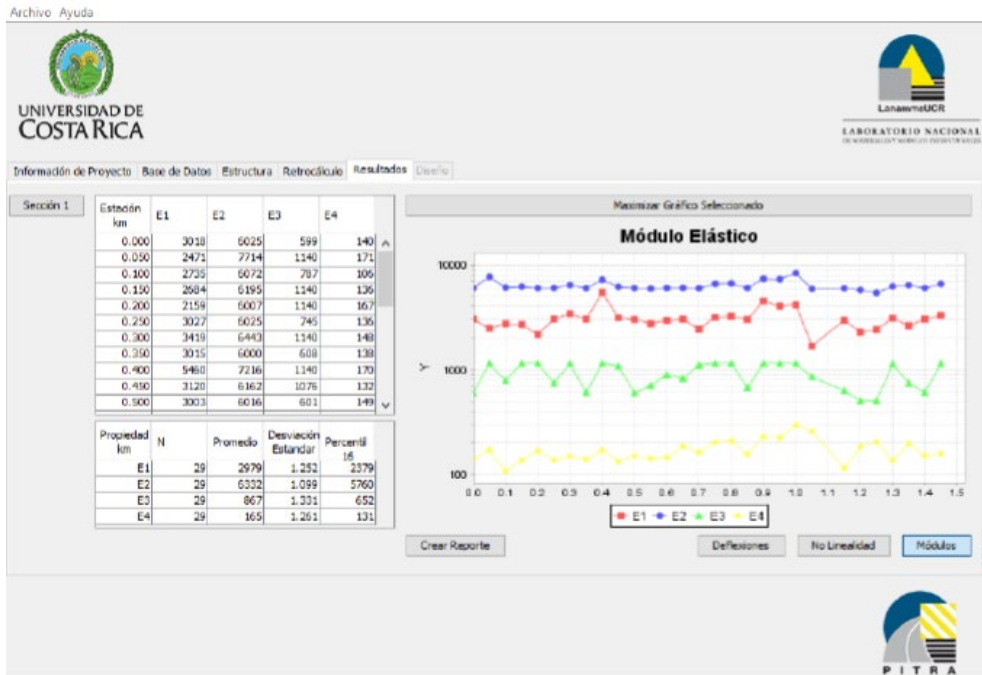 Archivo Ayuda
UNIVERSIDAD DE
COSTA RICA
LanammeUCR
LABORATORIO NACIONAL
Información de Proyecto Base de Datos Estructura Retrocálculo Resultados Diseño
Sección 1
Estación km E1 E2 E3 E4
0.000 3018 6025 599 140
0.050 2471 7714 1140 171
0.100 2735 6072 787 106
0.150 2684 6195 1140 136
0.200 2159 6007 1140 167
0.250 3027 6025 745 136
0.300 3419 6443 1140 148
0.350 3015 6000 608 138
0.400 5460 7216 1140 170
0.450 3120 6162 1076 132
0.500 3003 6016 601 149
Propiedad km N Promedio Desviación Estandar Percentil 16
E1 29 2979 1.252 2379
E2 29 6332 1.099 5760
E3 29 867 1.331 652
E4 29 165 1.261 131
Maximizar Gráfico Seleccionado
Módulo Elástico
10000
Y
1000
100
0.0 0.1 0.2 0.3 0.4 0.5 0.6 0.7 0.8 0.9 1.0 1.1 1.2 1.3 1.4 1.5
E1 E2 E3 E4
Crear Reporte Deflexiones No Linealidad Módulos
PITRA